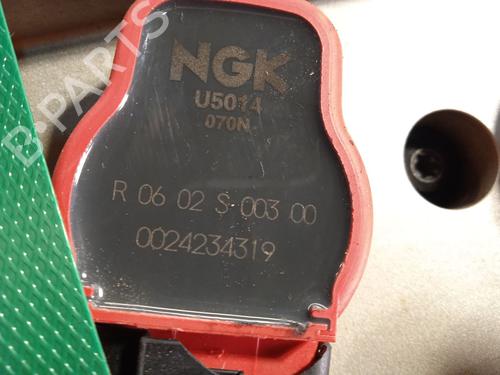 B-PARTS
NGK
U5014
070N
R 06 02 S 003 00
0024234319